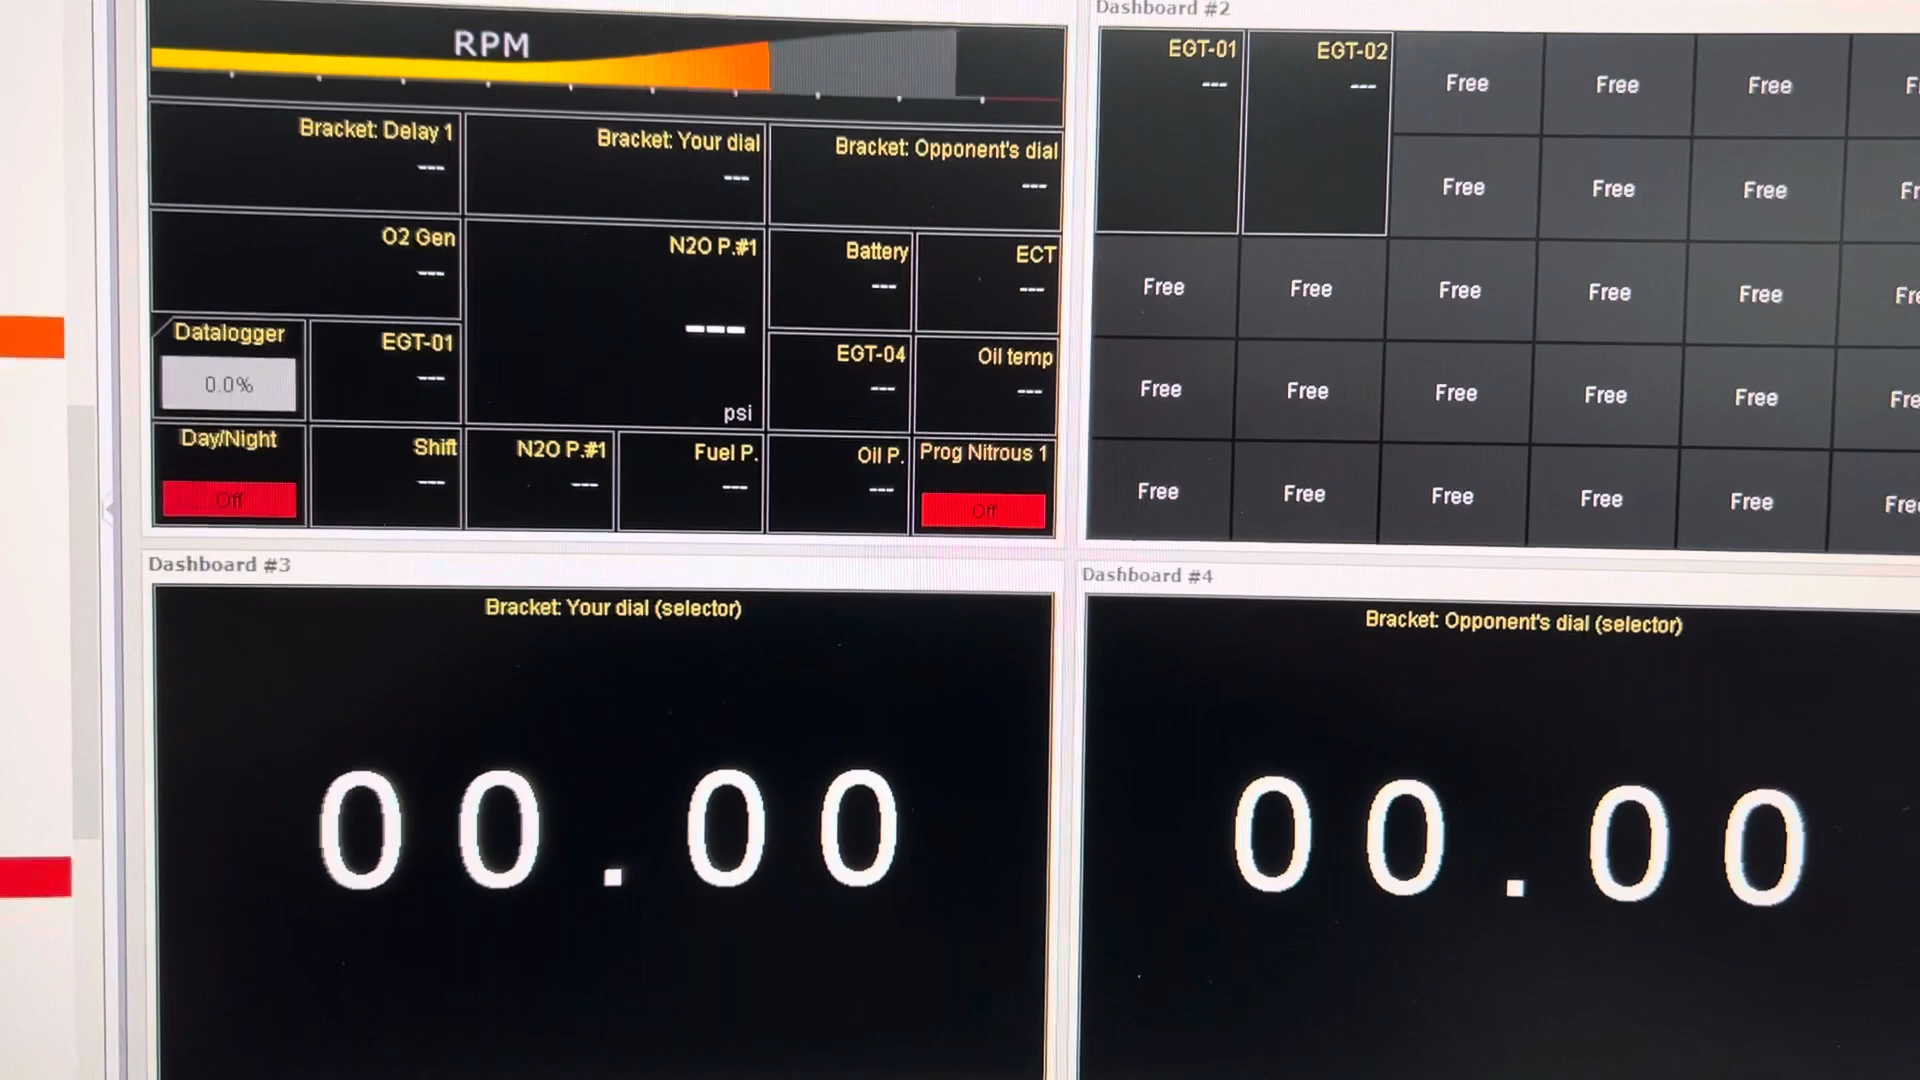 RPM
Bracket: Delay 1
---
Bracket: Your dial
---
Bracket: Opponent's dial
---
O2 Gen
---
N2O P.#1
---
psi
Battery
---
ECT
---
Datalogger
0.0%
EGT-01
---
EGT-04
---
Oil temp
---
Day/Night
Off
Shift
---
N2O P.#1
---
Fuel P.
---
Oil P.
---
Prog Nitrous 1
Off
Dashboard #2
EGT-01
---
EGT-02
---
Free Free Free
Free Free Free
Free Free Free Free Free
Free Free Free Free Free
Free Free Free Free Free
Dashboard #3
Bracket: Your dial (selector)
00.00
Dashboard #4
Bracket: Opponent's dial (selector)
00.00